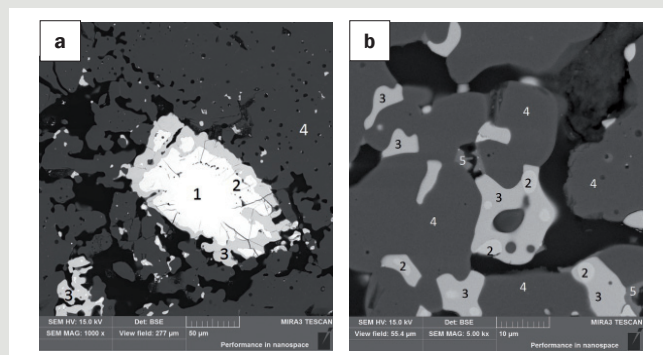 a
4
1
2
3
3
SEM HV: 15.0 kV Det: BSE MIRA3 TESCAN
SEM MAG: 1000 x View field: 277 µm 50 µm
Performance in nanospace
b
3
4
3
5
4
2
3
4
2
2
2
3
4
3
5
SEM HV: 15.0 kV Det: BSE MIRA3 TESCAN
View field: 55.4 µm SEM MAG: 5.00 kx 10 µm
Performance in nanospace